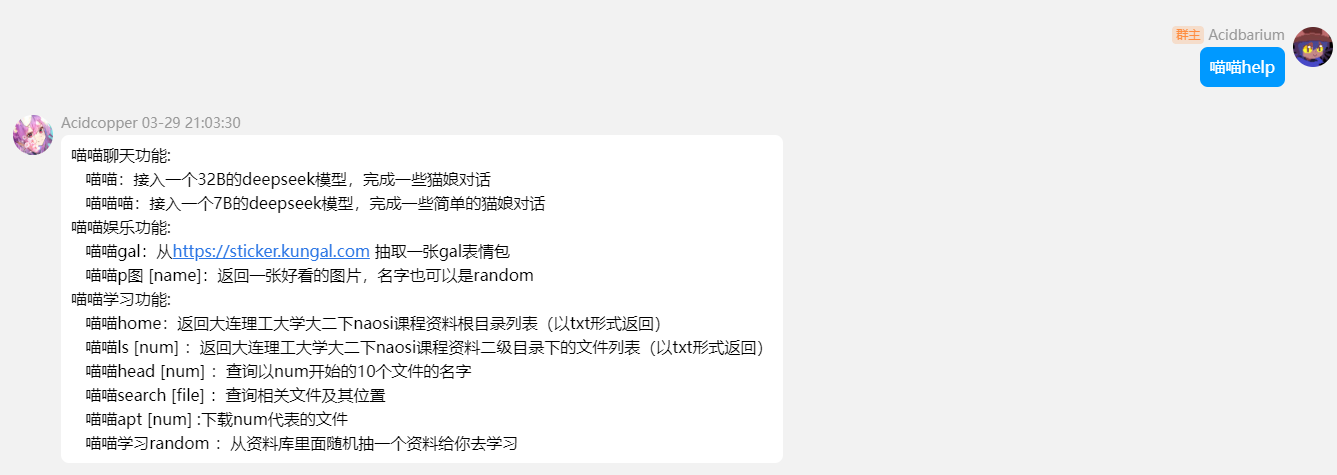 群主 Acidbarium
喵喵help
Acidcopper 03-29 21:03:30
喵喵聊天功能:
喵喵：接入一个32B的deepseek模型，完成一些猫娘对话
喵喵喵：接入一个7B的deepseek模型，完成一些简单的猫娘对话
喵喵娱乐功能:
喵喵gal：从https://sticker.kungal.com 抽取一张gal表情包
喵喵p图 [name]：返回一张好看的图片，名字也可以是random
喵喵学习功能:
喵喵home：返回大连理工大学大二下naosi课程资料根目录列表（以txt形式返回）
喵喵ls [num] ：返回大连理工大学大二下naosi课程资料二级目录下的文件列表（以txt形式返回）
喵喵head [num] ：查询以num开始的10个文件的名字
喵喵search [file] ：查询相关文件及其位置
喵喵apt [num] :下载num代表的文件
喵喵学习random ：从资料库里面随机抽一个资料给你去学习